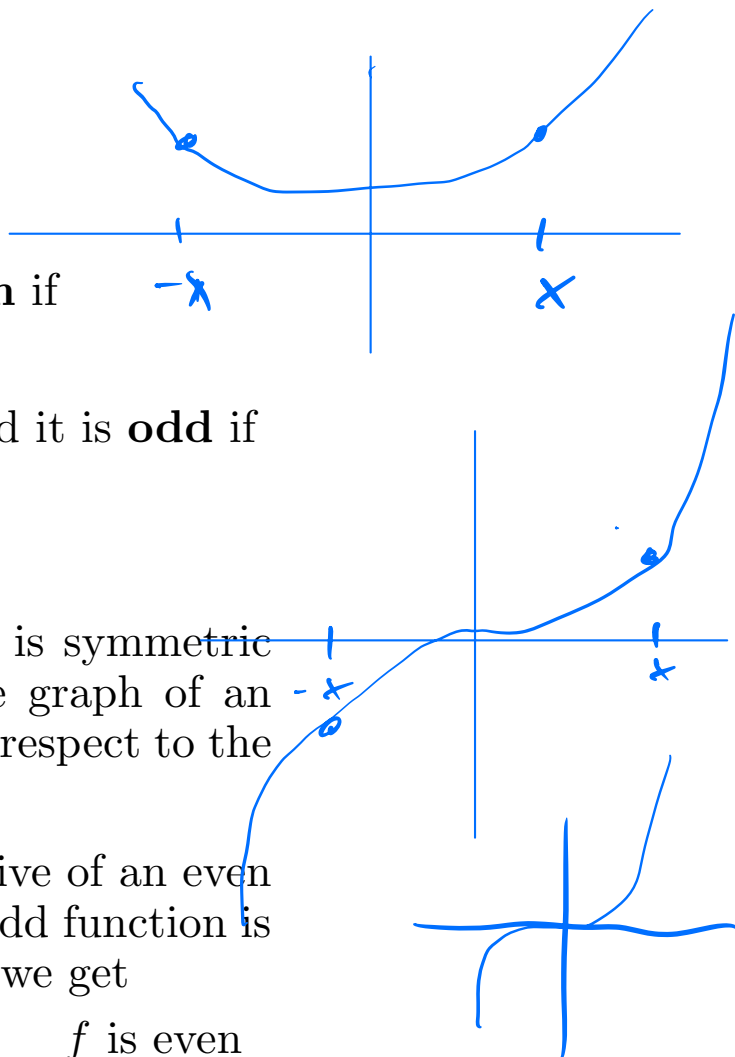 -x x
n if
d it is odd if
is symmetric
- x x
e graph of an
respect to the
ive of an even
dd function is
we get
f is even